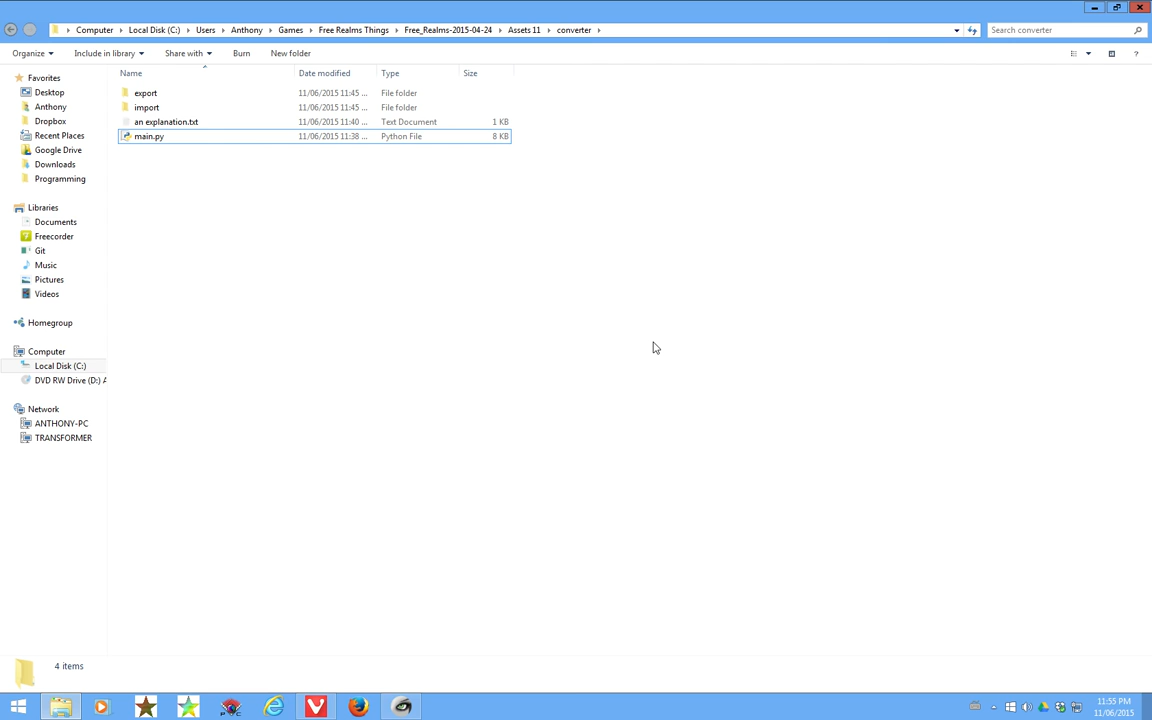 Computer Local Disk (C:) Users Anthony Games Free Realms Things Free_Realms-2015-04-24 Assets 11 converter Search converter
Organize Include in library Share with Burn New folder
Name Date modified Type Size
export 11/06/2015 11:45 ... File folder
import 11/06/2015 11:45 ... File folder
an explanation.txt 11/06/2015 11:40 ... Text Document 1 KB
main.py 11/06/2015 11:38 ... Python File 8 KB
Favorites
Desktop
Anthony
Dropbox
Recent Places
Google Drive
Downloads
Programming
Libraries
Documents
Freecorder
Git
Music
Pictures
Videos
Homegroup
Computer
Local Disk (C:)
DVD RW Drive (D:) A
Network
ANTHONY-PC
TRANSFORMER
4 items
11:55 PM
11/06/2015